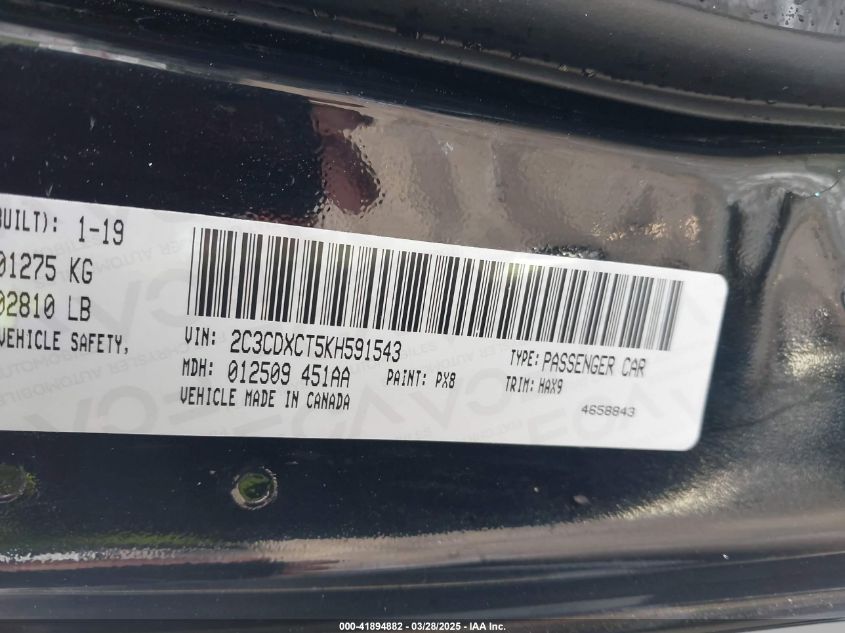 BUILT): 1-19
01275 KG
02810 LB
VEHICLE SAFETY,
VIN: 2C3CDXCT5KH591543
TYPE: PASSENGER CAR
MDH: 012509 451AA
PAINT: PX8
TRIM: HAX9
VEHICLE MADE IN CANADA
4658843
000-41894882 — 03/28/2025 — IAA Inc.